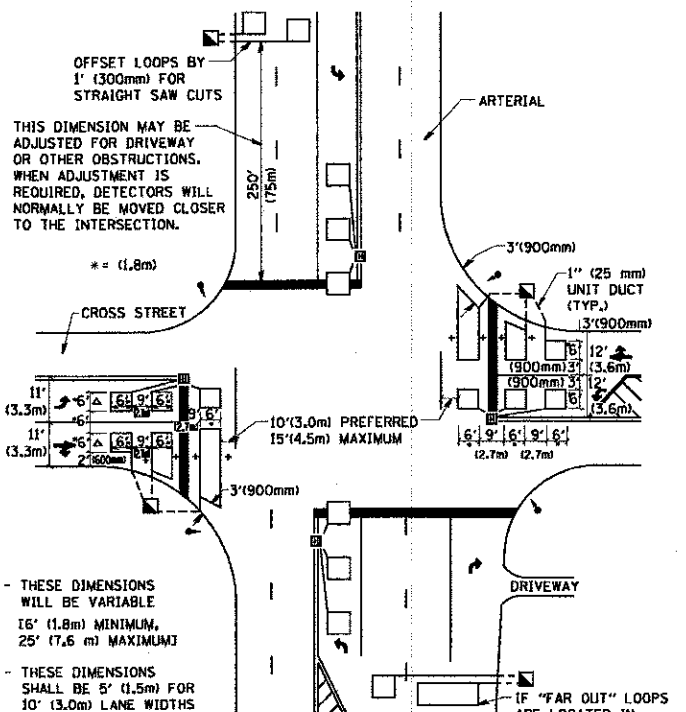 OFFSET LOOPS BY
1' (300mm) FOR
STRAIGHT SAW CUTS
THIS DIMENSION MAY BE
ADJUSTED FOR DRIVEWAY
OR OTHER OBSTRUCTIONS.
WHEN ADJUSTMENT IS
REQUIRED, DETECTORS WILL
NORMALLY BE MOVED CLOSER
TO THE INTERSECTION.
250'
(75m)
ARTERIAL
* = (1.8m)
CROSS STREET
3'(900mm)
1" (25 mm)
UNIT DUCT
(TYP.)
3'(900mm)
6'
12'
(900mm) 3'
(3.6m)
(900mm) 3'
12'
6'
(3.6m)
6' 9' 6' 9' 6'
(2.7m) (2.7m)
11'
(3.3m)
*6'
6' 9' 6'
*6'
9' 6'
(2.7m)
11'
(3.3m)
*6'
6' 9' 6'
2' (600mm)
10'(3.0m) PREFERRED
15'(4.5m) MAXIMUM
3'(900mm)
H
H
H
H
- THESE DIMENSIONS
WILL BE VARIABLE
[6' (1.8m) MINIMUM,
25' (7.6 m) MAXIMUM]
- THESE DIMENSIONS
SHALL BE 5' (1.5m) FOR
10' (3.0m) LANE WIDTHS
DRIVEWAY
IF "FAR OUT" LOOPS
ARE LOCATED IN